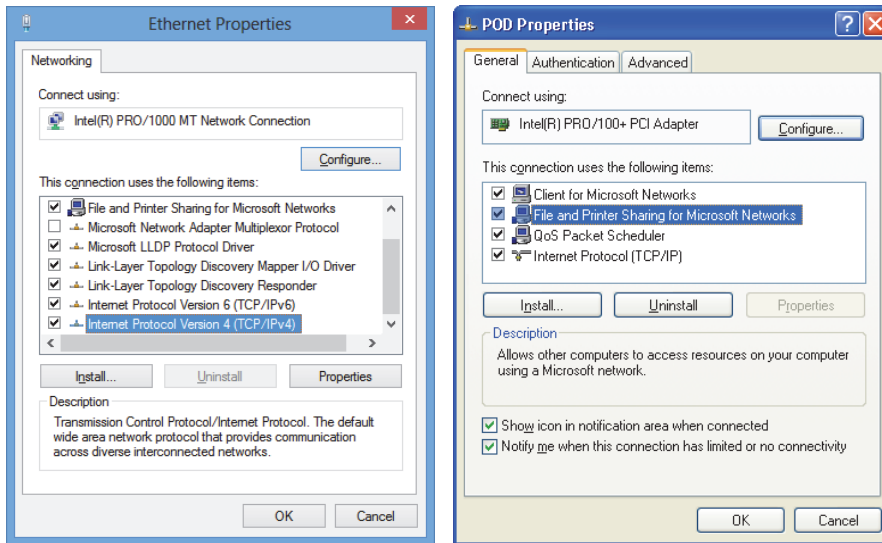 Ethernet Properties
Networking
Connect using:
Intel(R) PRO/1000 MT Network Connection
Configure...
This connection uses the following items:
File and Printer Sharing for Microsoft Networks
Microsoft Network Adapter Multiplexor Protocol
Microsoft LLDP Protocol Driver
Link-Layer Topology Discovery Mapper I/O Driver
Link-Layer Topology Discovery Responder
Internet Protocol Version 6 (TCP/IPv6)
Internet Protocol Version 4 (TCP/IPv4)
Install...
Uninstall
Properties
Description
Transmission Control Protocol/Internet Protocol. The default
wide area network protocol that provides communication
across diverse interconnected networks.
OK
Cancel
POD Properties
General
Authentication
Advanced
Connect using:
Intel(R) PRO/100+ PCI Adapter
Configure...
This connection uses the following items:
Client for Microsoft Networks
File and Printer Sharing for Microsoft Networks
QoS Packet Scheduler
Internet Protocol (TCP/IP)
Install...
Uninstall
Properties
Description
Allows other computers to access resources on your computer
using a Microsoft network.
Show icon in notification area when connected
Notify me when this connection has limited or no connectivity
OK
Cancel